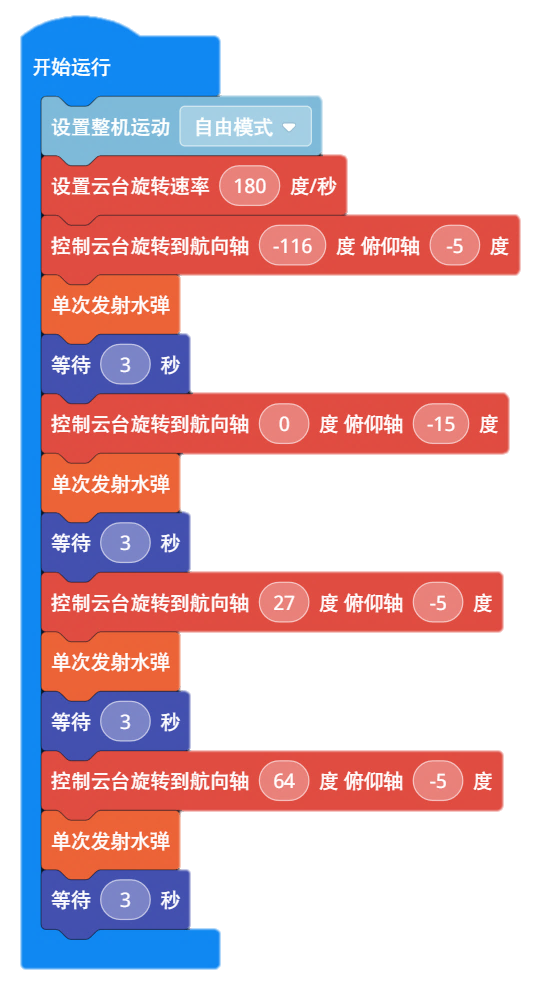 开始运行
设置整机运动 自由模式
设置云台旋转速率 180 度/秒
控制云台旋转到航向轴 -116 度 俯仰轴 -5 度
单次发射水弹
等待 3 秒
控制云台旋转到航向轴 0 度 俯仰轴 -15 度
单次发射水弹
等待 3 秒
控制云台旋转到航向轴 27 度 俯仰轴 -5 度
单次发射水弹
等待 3 秒
控制云台旋转到航向轴 64 度 俯仰轴 -5 度
单次发射水弹
等待 3 秒